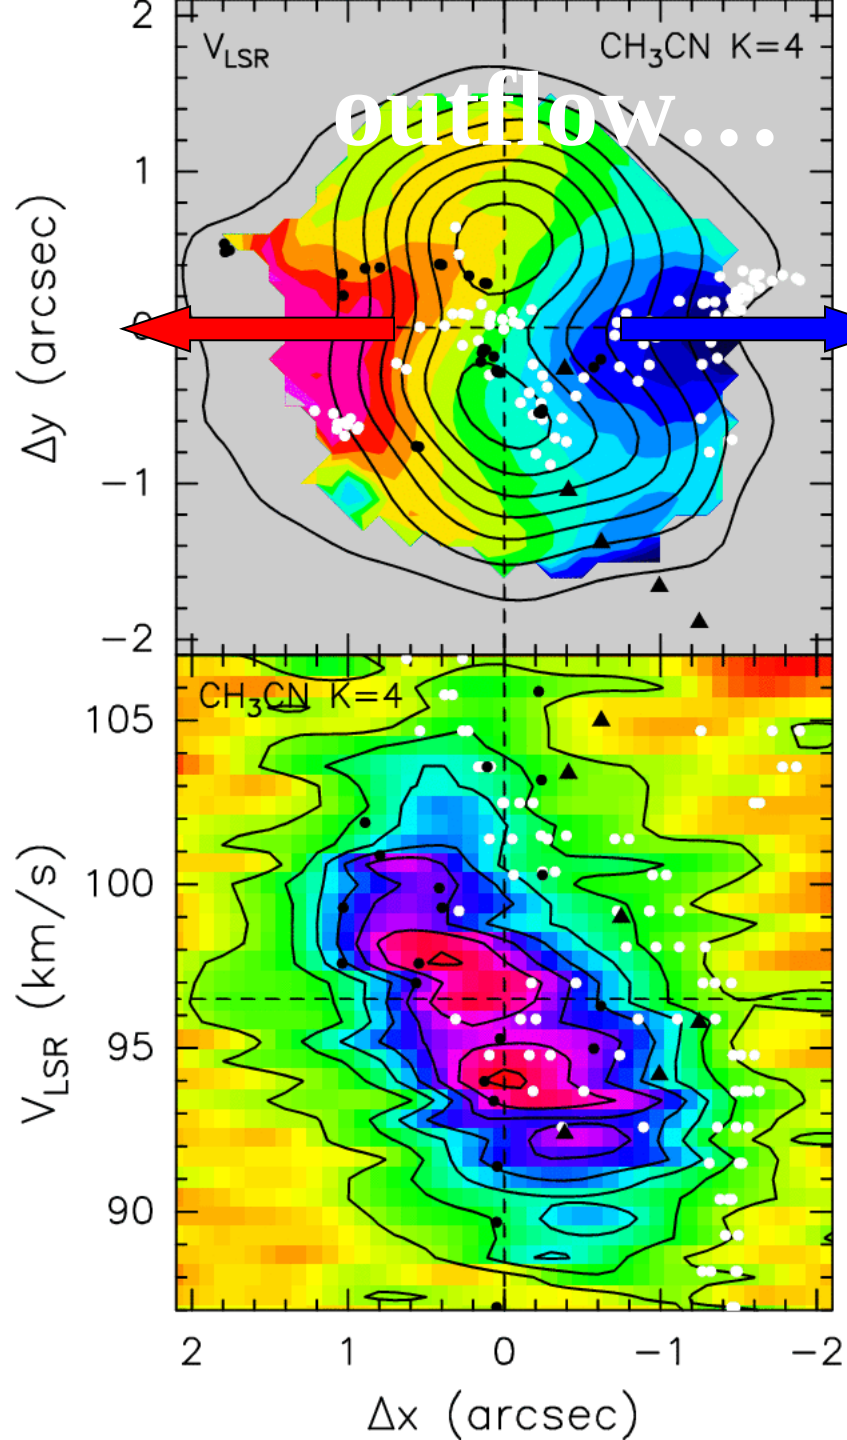 2
V_LSR CH₃CN K=4
outflow...
1
Δy (arcsec)
0
−1
−2
CH₃CN K=4
105
100
V_LSR (km/s)
95
90
2 1 0 −1 −2
Δx (arcsec)